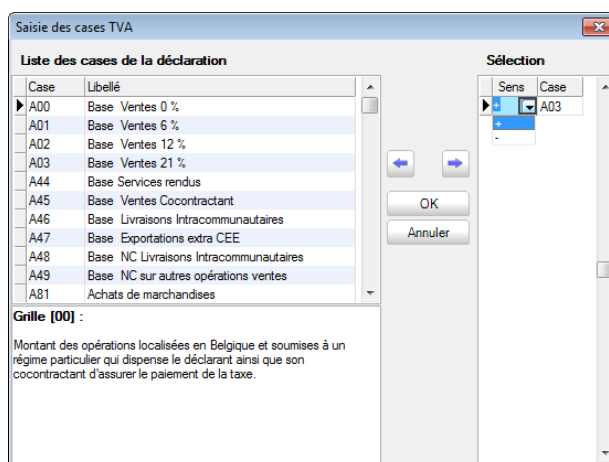 Saisie des cases TVA
Liste des cases de la déclaration
Case Libellé
A00 Base Ventes 0 %
A01 Base Ventes 6 %
A02 Base Ventes 12 %
A03 Base Ventes 21 %
A44 Base Services rendus
A45 Base Ventes Cocontractant
A46 Base Livraisons Intracommunautaires
A47 Base Exportations extra CEE
A48 Base NC Livraisons Intracommunautaires
A49 Base NC sur autres opérations ventes
A81 Achats de marchandises
Grille [00] :
Montant des opérations localisées en Belgique et soumises à un
régime particulier qui dispense le déclarant ainsi que son
cocontractant d'assurer le paiement de la taxe.
OK
Annuler
Sélection
Sens Case
+ A03
+
-